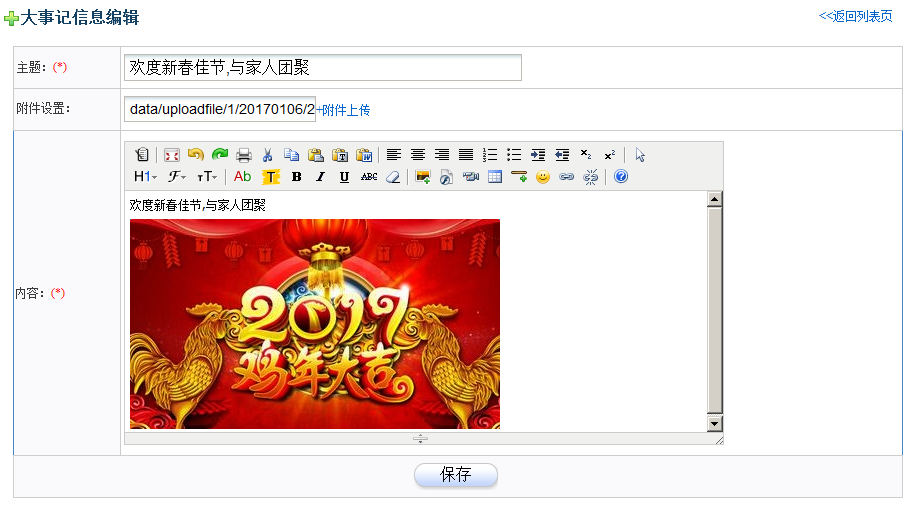 大事记信息编辑
<<返回列表页
主题：(*)
欢度新春佳节,与家人团聚
附件设置：
data/uploadfile/1/20170106/2
+附件上传
H1 F тT Ab T B I U ABC
内容：(*)
欢度新春佳节,与家人团聚
2017
鸡年大吉
保存